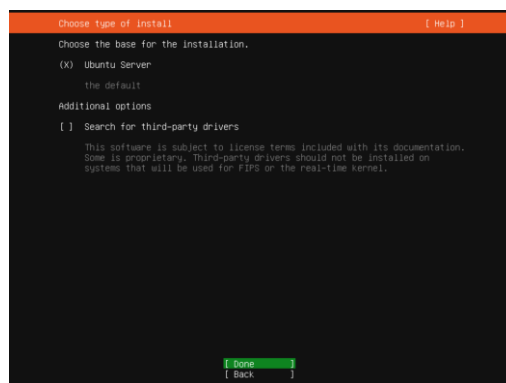 Choose type of install [ Help ]
Choose the base for the installation.
(X) Ubuntu Server
the default
Additional options
[ ] Search for third-party drivers
This software is subject to license terms included with its documentation.
Some is proprietary. Third-party drivers should not be installed on
systems that will be used for FIPS or the real-time kernel.
[ Done ]
[ Back ]